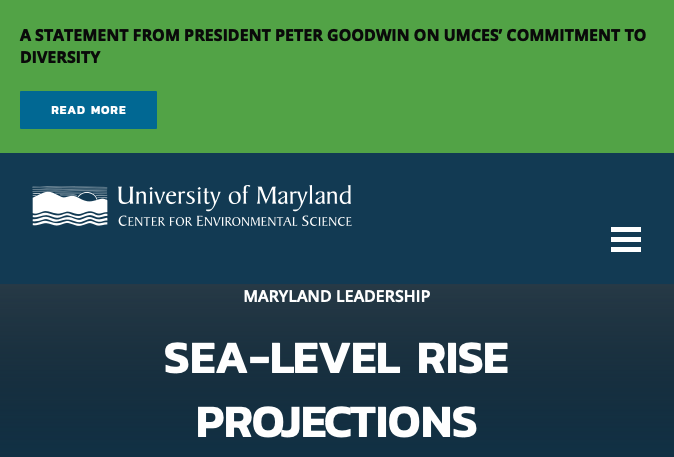 A STATEMENT FROM PRESIDENT PETER GOODWIN ON UMCES’ COMMITMENT TO
DIVERSITY
READ MORE
University of Maryland
CENTER FOR ENVIRONMENTAL SCIENCE
MARYLAND LEADERSHIP
SEA-LEVEL RISE
PROJECTIONS